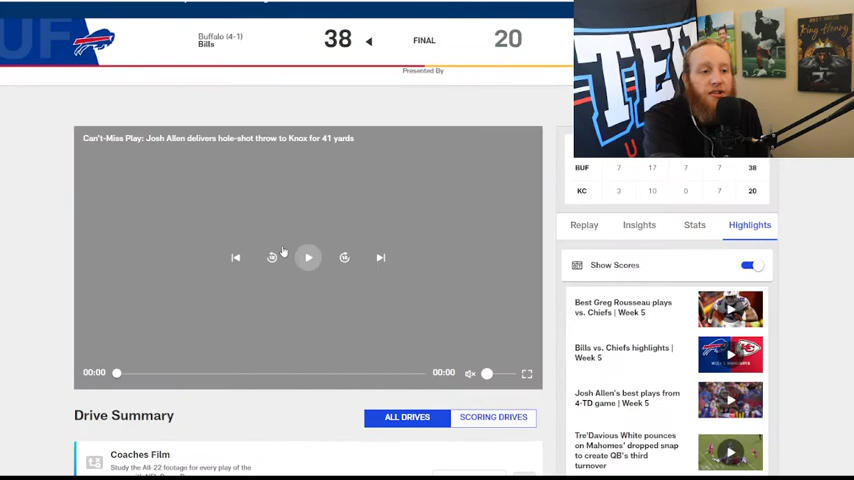 Buffalo (4-1)
Bills
38
FINAL
20
Presented By
Can't-Miss Play: Josh Allen delivers hole-shot throw to Knox for 41 yards
00:00
00:00
Drive Summary
ALL DRIVES
SCORING DRIVES
Coaches Film
Study the All-22 footage for every play of the
TE
King Henry
BUF 7 17 7 7 38
KC 3 10 0 7 20
Replay
Insights
Stats
Highlights
Show Scores
Best Greg Rousseau plays
vs. Chiefs | Week 5
Bills vs. Chiefs highlights |
Week 5
Josh Allen's best plays from
4-TD game | Week 5
Tre'Davious White pounces
on Mahomes' dropped snap
to create QB's third
turnover